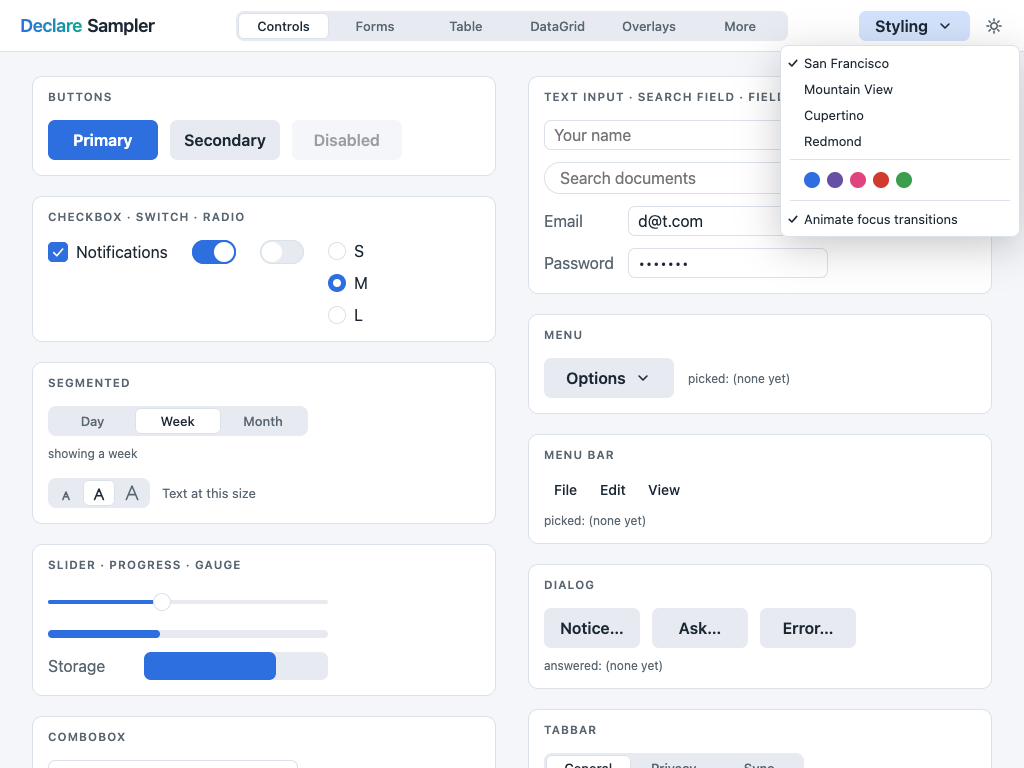 Declare Sampler
Controls
Forms
Table
DataGrid
Overlays
More
Styling
San Francisco
Mountain View
Cupertino
Redmond
Animate focus transitions
BUTTONS
Primary
Secondary
Disabled
CHECKBOX · SWITCH · RADIO
Notifications
S
M
L
SEGMENTED
Day
Week
Month
showing a week
A
A
A
Text at this size
SLIDER · PROGRESS · GAUGE
Storage
COMBOBOX
TEXT INPUT · SEARCH FIELD ·
Your name
Search documents
Email
d@t.com
Password
•••••••
MENU
Options
picked: (none yet)
MENU BAR
File
Edit
View
picked: (none yet)
DIALOG
Notice...
Ask...
Error...
answered: (none yet)
TABBAR
General
Privacy
Sync